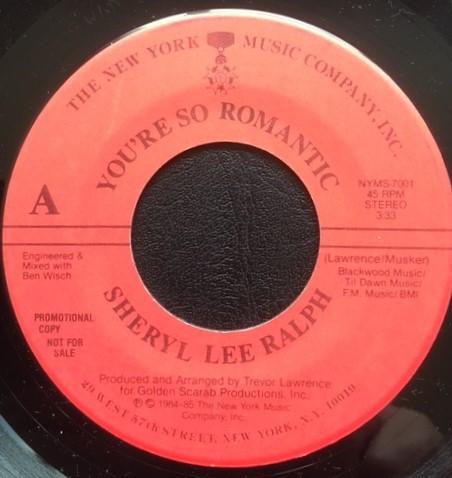 THE NEW YORK MUSIC COMPANY, INC.
YOU'RE SO ROMANTIC
A
NYMS-7001
45 RPM
STEREO
3:33
Engineered &
Mixed with
Ben Wisch
(Lawrence/Musker)
Blackwood Music/
Til Dawn Music/
F.M. Music/BMI
PROMOTIONAL
COPY
NOT FOR
SALE
SHERYL LEE RALPH
Produced and Arranged by Trevor Lawrence
for Golden Scarab Productions, Inc.
℗ © 1984-85 The New York Music
Company, Inc.
29 WEST 57th STREET, NEW YORK, N.Y. 10019